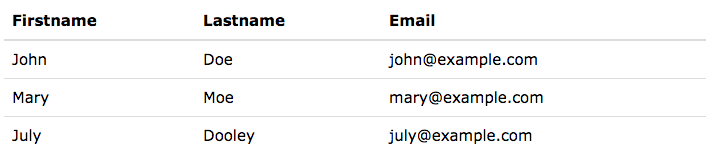 Firstname Lastname Email
John Doe john@example.com
Mary Moe mary@example.com
July Dooley july@example.com